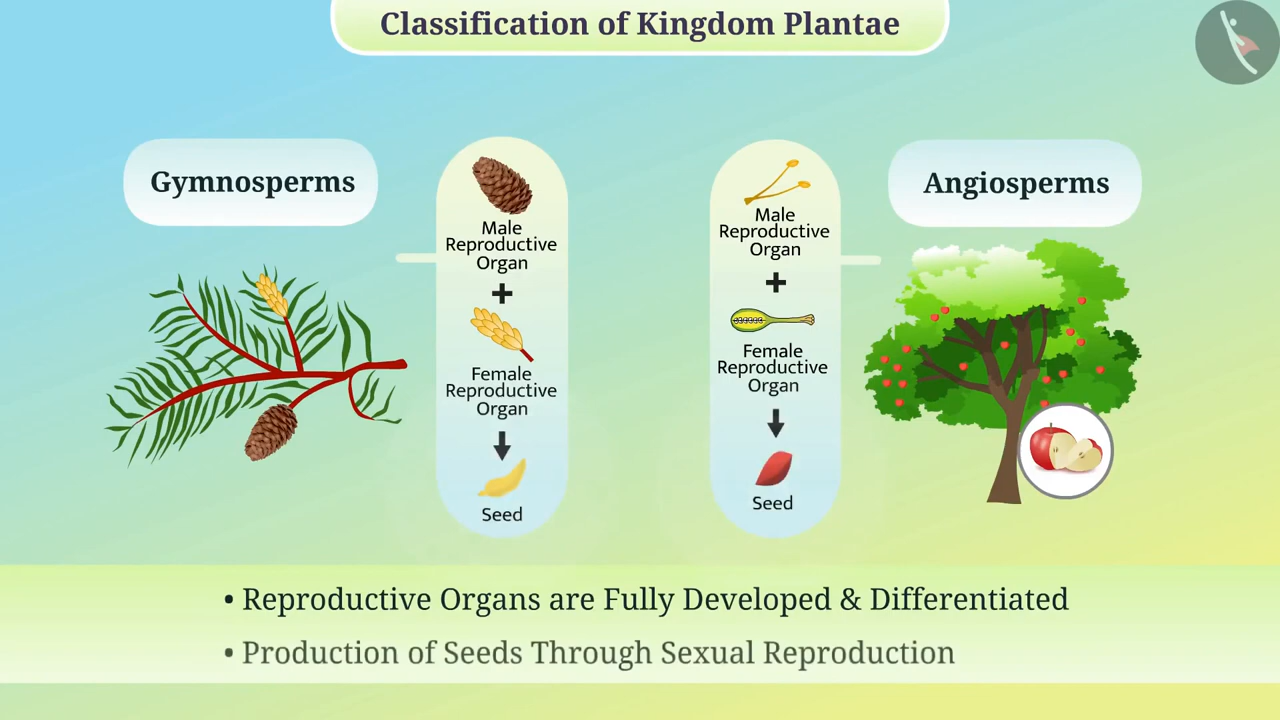 Classification of Kingdom Plantae
Gymnosperms
Male
Reproductive
Organ
+
Female
Reproductive
Organ
Seed
Male
Reproductive
Organ
+
Female
Reproductive
Organ
Seed
Angiosperms
• Reproductive Organs are Fully Developed & Differentiated
• Production of Seeds Through Sexual Reproduction